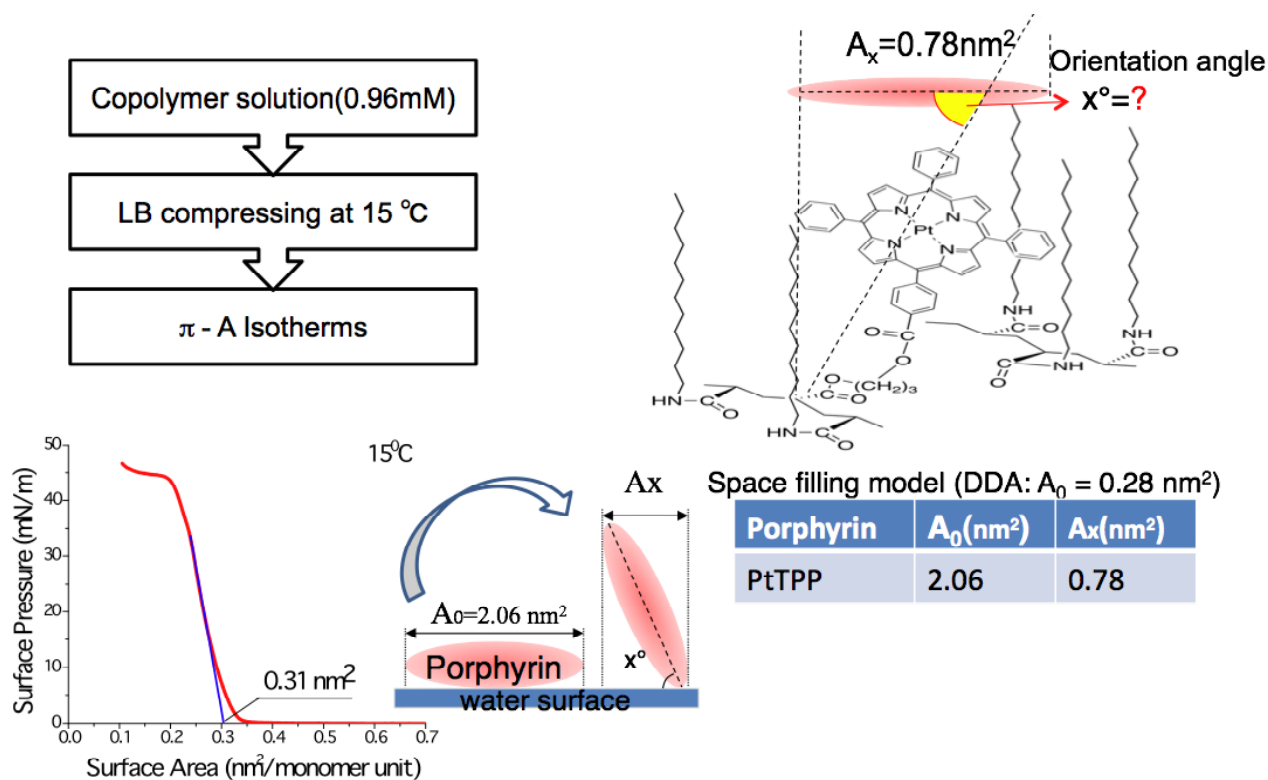 Copolymer solution(0.96mM)
LB compressing at 15 ℃
π - A Isotherms
Aₓ=0.78nm²
Orientation angle
x°=?
Pt
N
N
N
N
O
C
O
O
(CH₂)₃
O
C
O
HN
C
O
HN
C
O
NH
C
O
NH
C
O
NH
C
O
15⁰C
Surface Pressure (mN/m)
50
40
30
20
10
0
0.31 nm²
0.0 0.1 0.2 0.3 0.4 0.5 0.6 0.7
Surface Area (nm²/monomer unit)
A₀=2.06 nm²
Porphyrin
water surface
Ax
x°
Space filling model (DDA: A₀ = 0.28 nm²)
Porphyrin A₀(nm²) Ax(nm²)
PtTPP 2.06 0.78